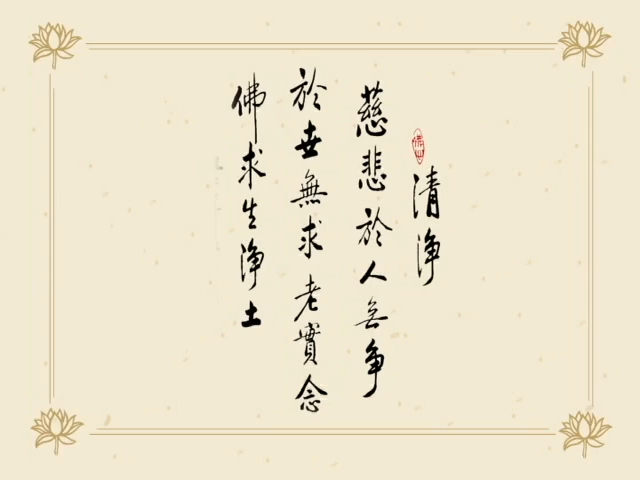 清淨
慈悲於人無爭
於世無求老實念
佛求生淨土